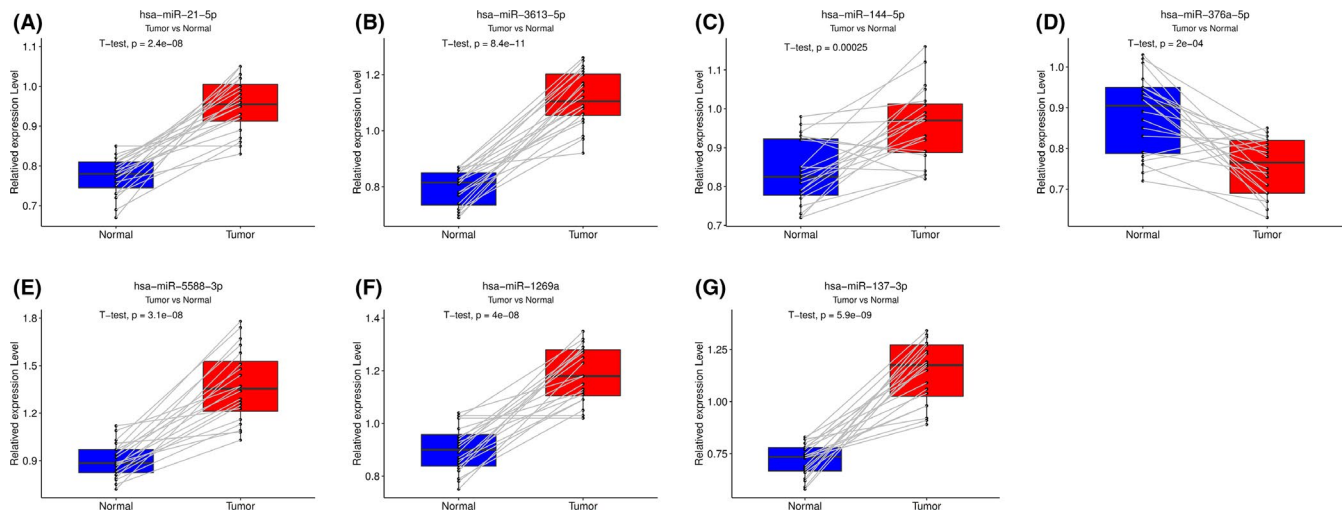 (A)
hsa−miR−21−5p
Tumor vs Normal
T−test, p = 2.4e−08
Relatived expression Level
1.1
1.0
0.9
0.8
0.7
Normal
Tumor
(B)
hsa−miR−3613−5p
Tumor vs Normal
T−test, p = 8.4e−11
Relatived expression Level
1.2
1.0
0.8
Normal
Tumor
(C)
hsa−miR−144−5p
Tumor vs Normal
T−test, p = 0.00025
Relatived expression Level
1.1
1.0
0.9
0.8
0.7
Normal
Tumor
(D)
hsa−miR−376a−5p
Tumor vs Normal
T−test, p = 2e−04
Relatived expression Level
1.0
0.9
0.8
0.7
Normal
Tumor
(E)
hsa−miR−5588−3p
Tumor vs Normal
T−test, p = 3.1e−08
Relatived expression Level
1.8
1.5
1.2
0.9
Normal
Tumor
(F)
hsa−miR−1269a
Tumor vs Normal
T−test, p = 4e−08
Relatived expression Level
1.4
1.2
1.0
0.8
Normal
Tumor
(G)
hsa−miR−137−3p
Tumor vs Normal
T−test, p = 5.9e−09
Relatived expression Level
1.25
1.00
0.75
Normal
Tumor